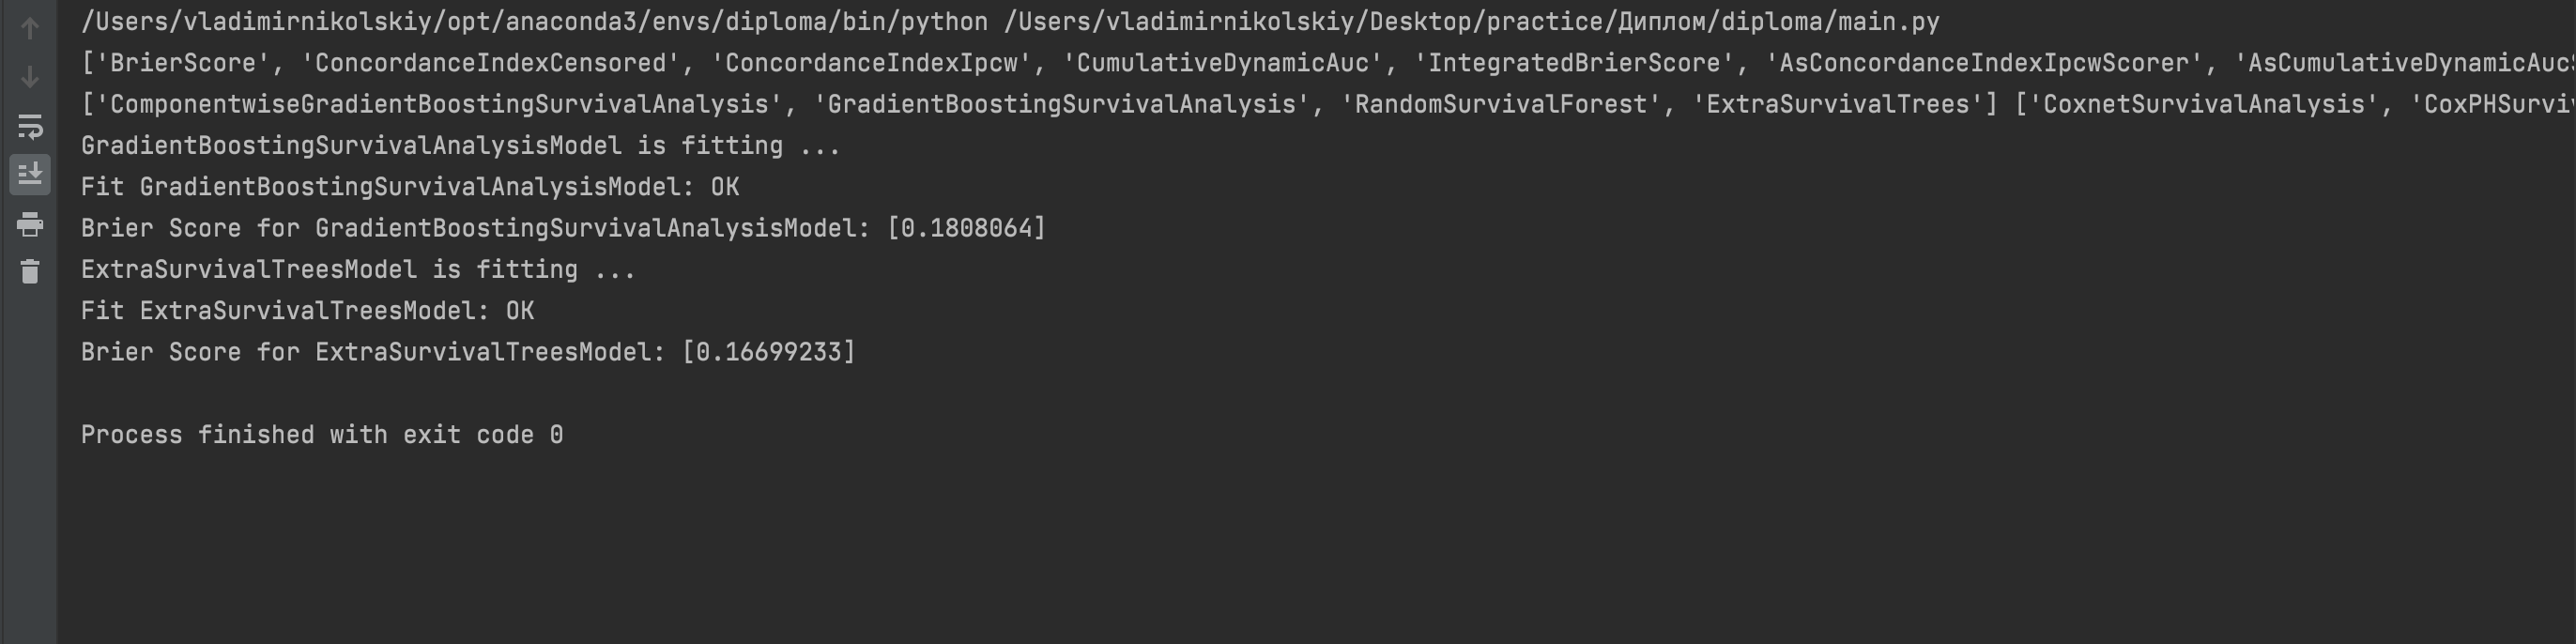 /Users/vladimirnikolskiy/opt/anaconda3/envs/diploma/bin/python /Users/vladimirnikolskiy/Desktop/practice/Диплом/diploma/main.py
['BrierScore', 'ConcordanceIndexCensored', 'ConcordanceIndexIpcw', 'CumulativeDynamicAuc', 'IntegratedBrierScore', 'AsConcordanceIndexIpcwScorer', 'AsCumulativeDynamicAuc
['ComponentwiseGradientBoostingSurvivalAnalysis', 'GradientBoostingSurvivalAnalysis', 'RandomSurvivalForest', 'ExtraSurvivalTrees'] ['CoxnetSurvivalAnalysis', 'CoxPHSurvi
GradientBoostingSurvivalAnalysisModel is fitting ...
Fit GradientBoostingSurvivalAnalysisModel: OK
Brier Score for GradientBoostingSurvivalAnalysisModel: [0.1808064]
ExtraSurvivalTreesModel is fitting ...
Fit ExtraSurvivalTreesModel: OK
Brier Score for ExtraSurvivalTreesModel: [0.16699233]
Process finished with exit code 0